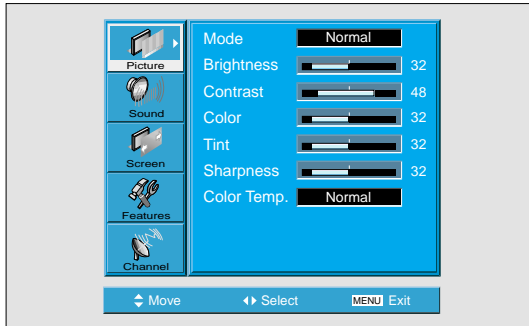 Picture
Sound
Screen
Features
Channel
Mode Normal
Brightness 32
Contrast 48
Color 32
Tint 32
Sharpness 32
Color Temp. Normal
Move Select MENU Exit